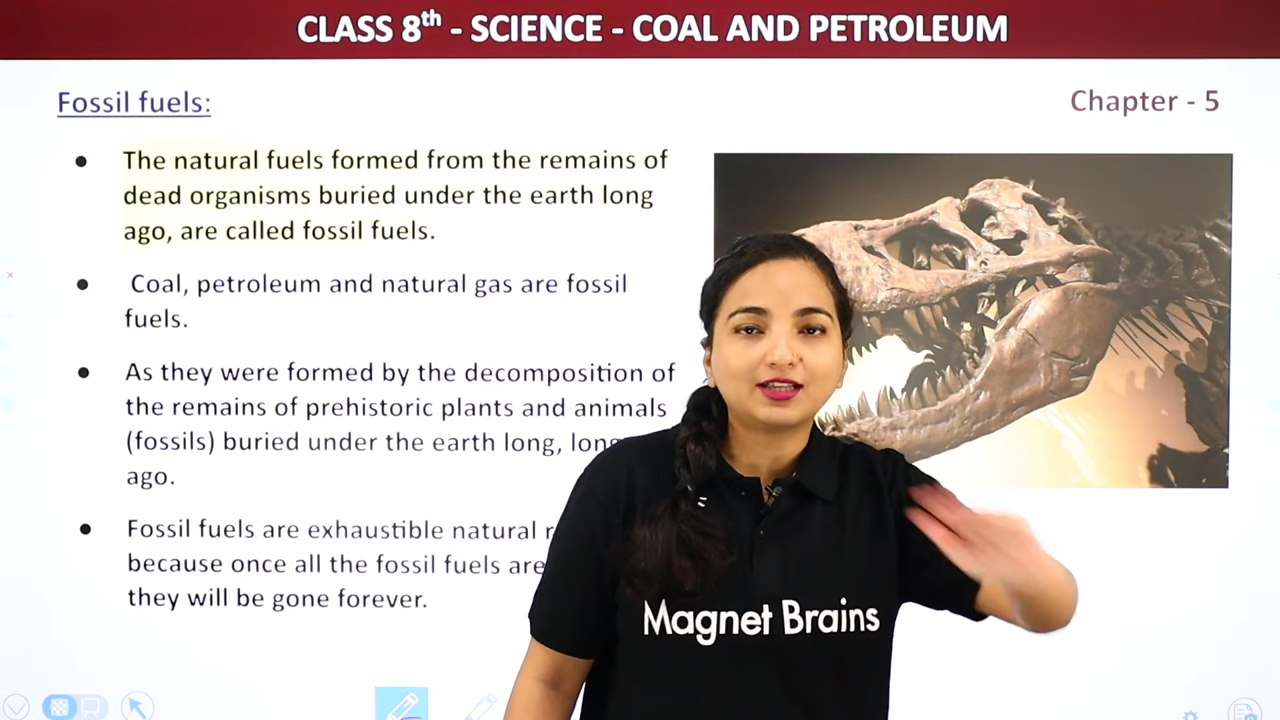 CLASS 8th - SCIENCE - COAL AND PETROLEUM
Fossil fuels:
Chapter - 5
● The natural fuels formed from the remains of
dead organisms buried under the earth long
ago, are called fossil fuels.
● Coal, petroleum and natural gas are fossil
fuels.
● As they were formed by the decomposition of
the remains of prehistoric plants and animals
(fossils) buried under the earth long,
ago.
● Fossil fuels are exhaustible natural
because once all the fossil fuels are
they will be gone forever.
Magnet Brains